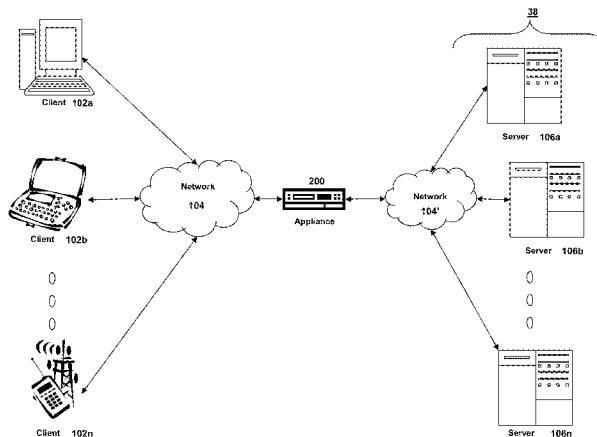 38
Client 102a
Server 106a
Network
104
200
Appliance
Network
104'
Client 102b
Server 106b
Client 102n
Server 106n